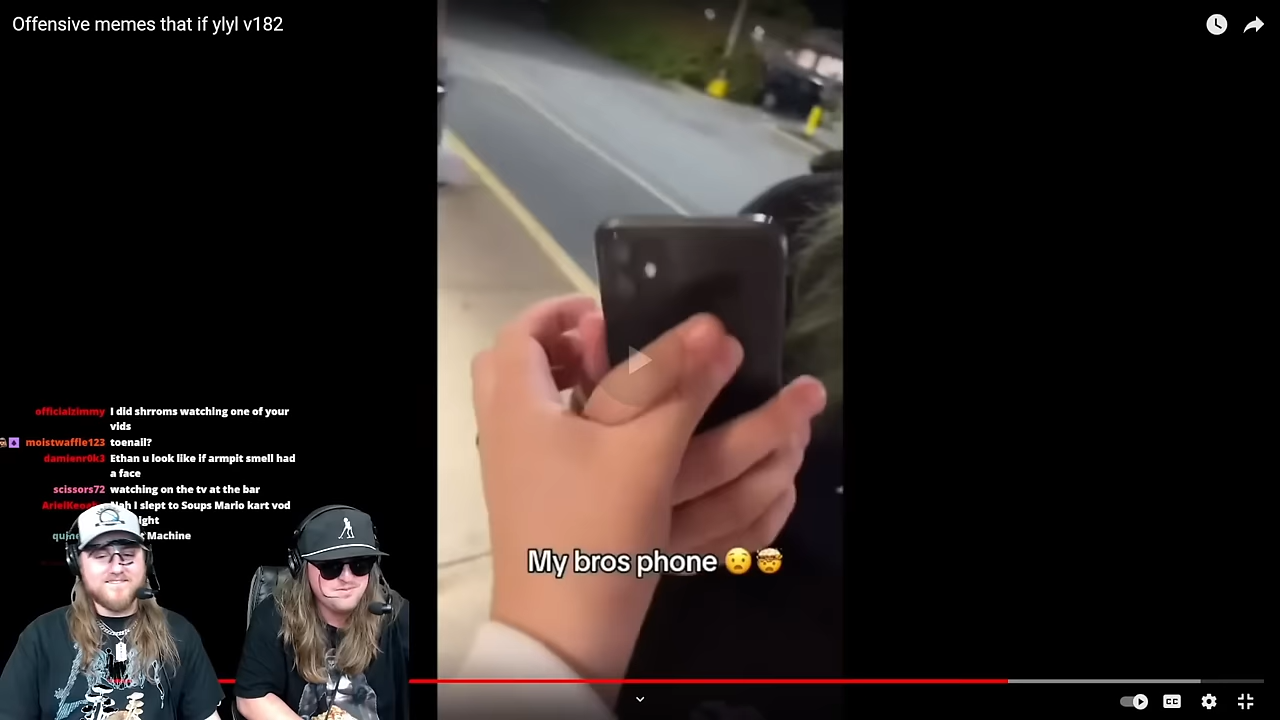 Offensive memes that if ylyl v182
officialzimmy I did shrroms watching one of your
vids
moistwaffle123 toenail?
damienr0k3 Ethan u look like if armpit smell had
a face
scissors72 watching on the tv at the bar
Nah I slept to Soups Mario kart vod
Machine
My bros phone 😧🤯
CC